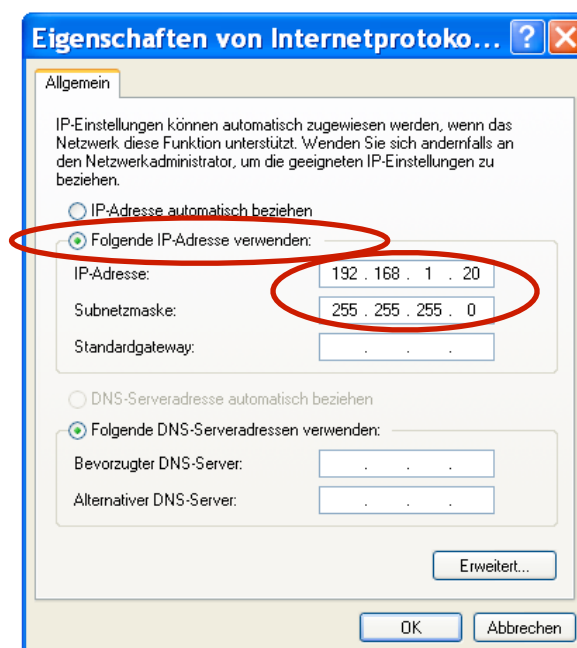 Eigenschaften von Internetprotoko...
Allgemein
IP-Einstellungen können automatisch zugewiesen werden, wenn das
Netzwerk diese Funktion unterstützt. Wenden Sie sich andernfalls an
den Netzwerkadministrator, um die geeigneten IP-Einstellungen zu
beziehen.
IP-Adresse automatisch beziehen
Folgende IP-Adresse verwenden:
IP-Adresse: 192 . 168 . 1 . 20
Subnetzmaske: 255 . 255 . 255 . 0
Standardgateway: . . .
DNS-Serveradresse automatisch beziehen
Folgende DNS-Serveradressen verwenden:
Bevorzugter DNS-Server: . . .
Alternativer DNS-Server: . . .
Erweitert...
OK Abbrechen